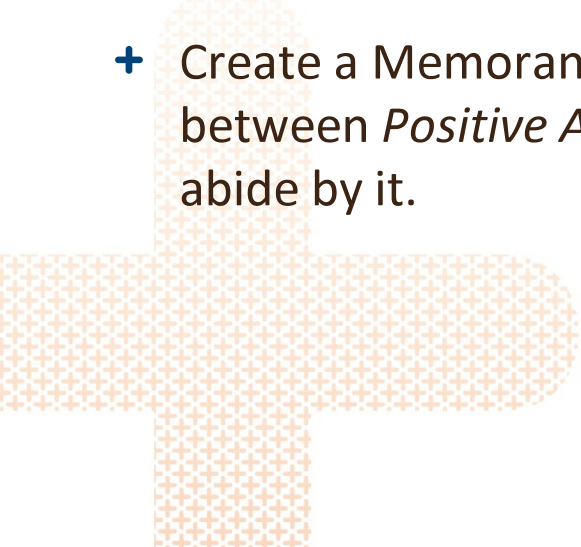 + Create a Memoran
between Positive A
abide by it.